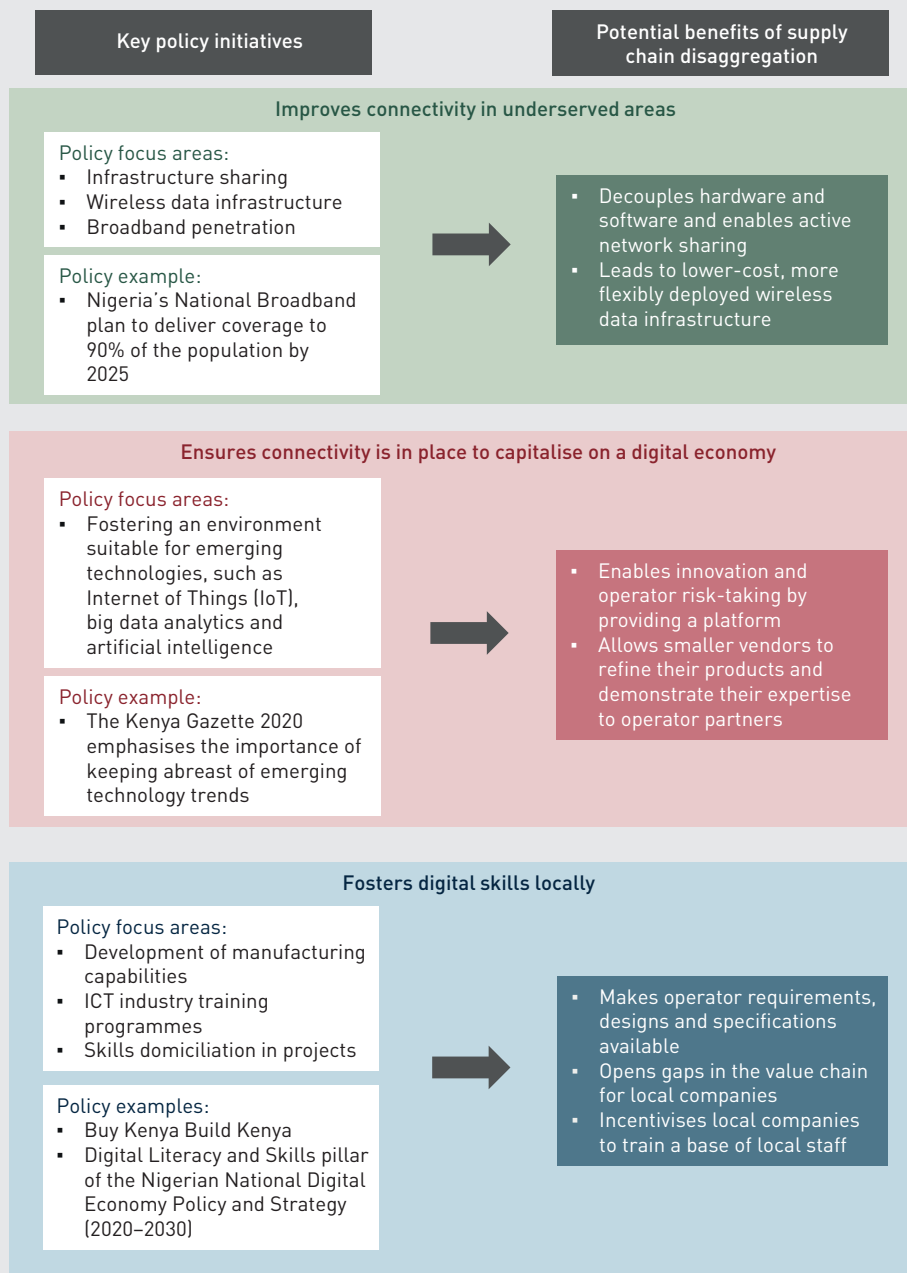 Key policy initiatives
Potential benefits of supply
chain disaggregation
Improves connectivity in underserved areas
Policy focus areas:
▪ Infrastructure sharing
▪ Wireless data infrastructure
▪ Broadband penetration
Policy example:
▪ Nigeria’s National Broadband
plan to deliver coverage to
90% of the population by
2025
▪ Decouples hardware and
software and enables active
network sharing
▪ Leads to lower-cost, more
flexibly deployed wireless
data infrastructure
Ensures connectivity is in place to capitalise on a digital economy
Policy focus areas:
▪ Fostering an environment
suitable for emerging
technologies, such as
Internet of Things (IoT),
big data analytics and
artificial intelligence
Policy example:
▪ The Kenya Gazette 2020
emphasises the importance of
keeping abreast of emerging
technology trends
▪ Enables innovation and
operator risk-taking by
providing a platform
▪ Allows smaller vendors to
refine their products and
demonstrate their expertise
to operator partners
Fosters digital skills locally
Policy focus areas:
▪ Development of manufacturing
capabilities
▪ ICT industry training
programmes
▪ Skills domiciliation in projects
Policy examples:
▪ Buy Kenya Build Kenya
▪ Digital Literacy and Skills pillar
of the Nigerian National Digital
Economy Policy and Strategy
(2020–2030)
▪ Makes operator requirements,
designs and specifications
available
▪ Opens gaps in the value chain
for local companies
▪ Incentivises local companies
to train a base of local staff